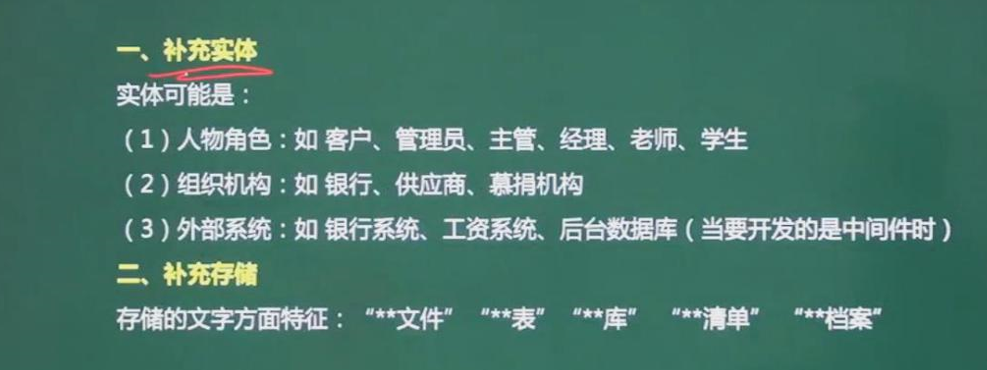 一、补充实体
实体可能是：
（1）人物角色：如 客户、管理员、主管、经理、老师、学生
（2）组织机构：如 银行、供应商、慕捐机构
（3）外部系统：如 银行系统、工资系统、后台数据库（当要开发的是中间件时）
二、补充存储
存储的文字方面特征：“**文件” “**表” “**库” “**清单” “**档案”